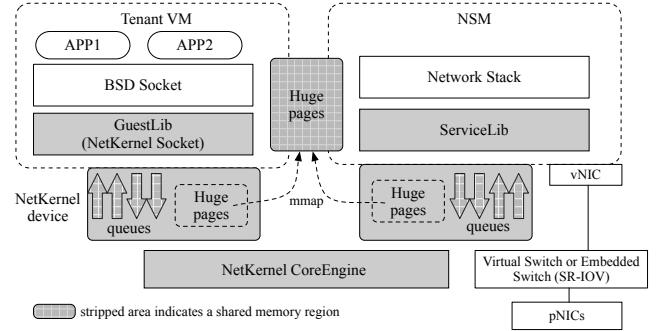 Tenant VM
NSM
APP1
APP2
BSD Socket
Network Stack
Huge
pages
GuestLib
(NetKernel Socket)
ServiceLib
NetKernel
device
queues
Huge
pages
mmap
Huge
pages
queues
vNIC
NetKernel CoreEngine
Virtual Switch or Embedded
Switch (SR-IOV)
pNICs
stripped area indicates a shared memory region